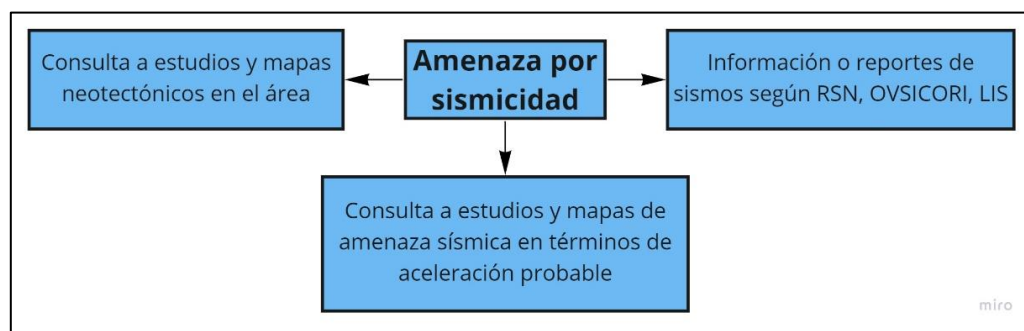 Consulta a estudios y mapas
neotectónicos en el área
Amenaza por
sismicidad
Información o reportes de
sismos según RSN, OVSICORI, LIS
Consulta a estudios y mapas de
amenaza sísmica en términos de
aceleración probable
miro